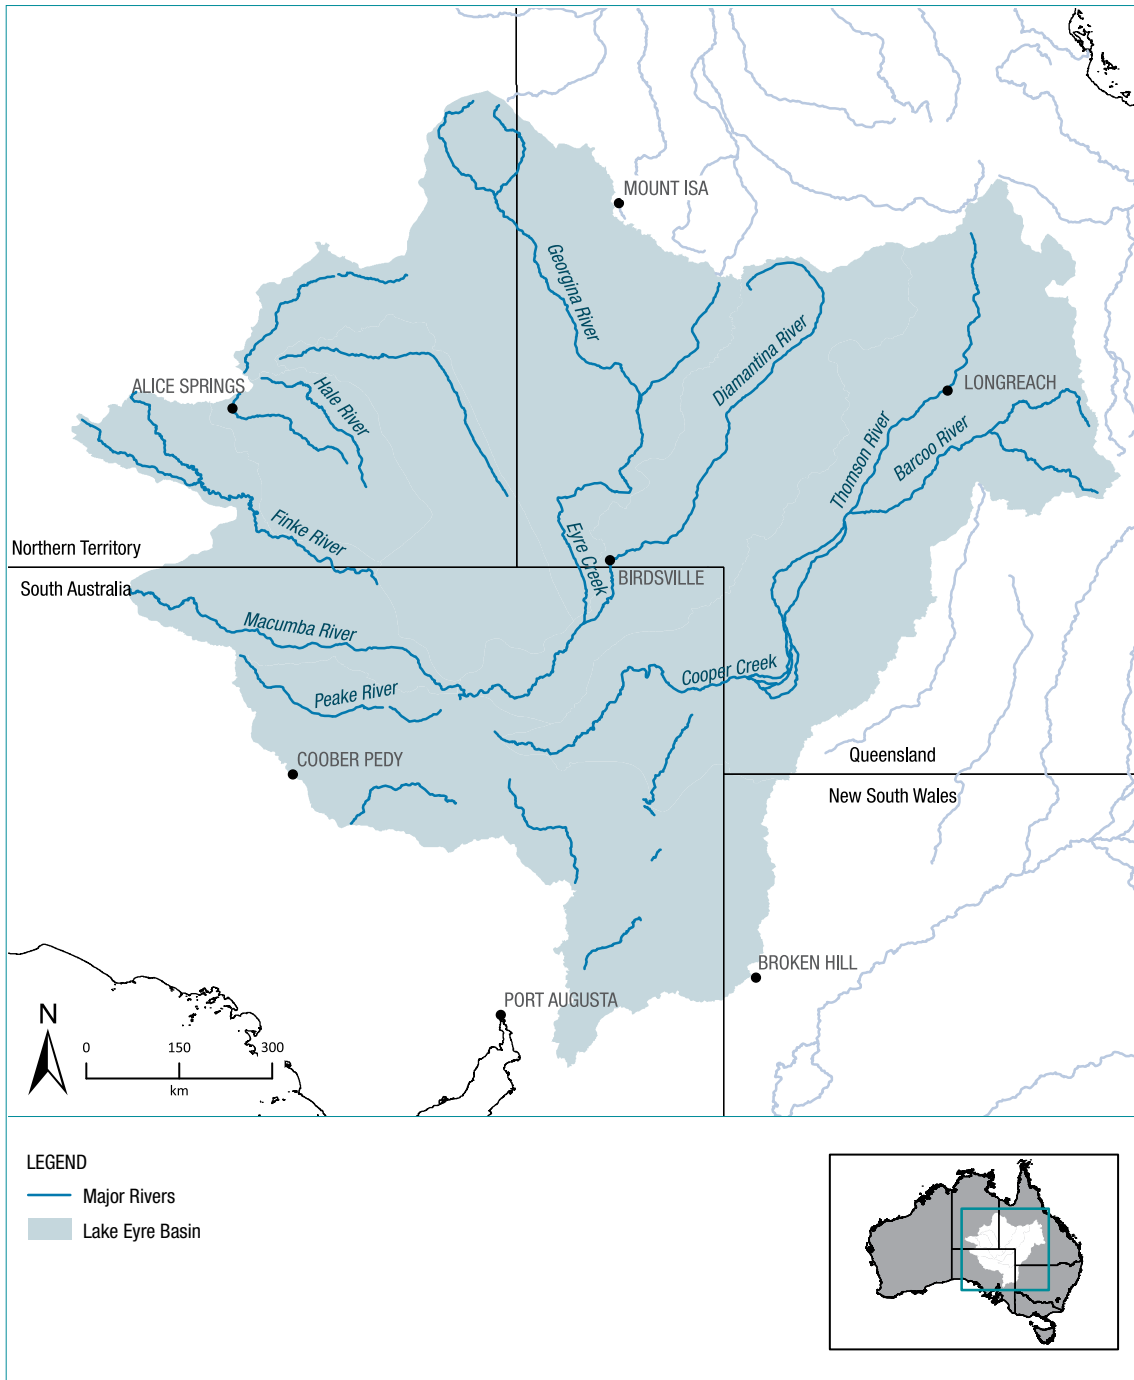 MOUNT ISA
Georgina River
Diamantina River
ALICE SPRINGS
Hale River
LONGREACH
Thomson River
Barcoo River
Finke River
Eyre Creek
Northern Territory
BIRDSVILLE
South Australia
Macumba River
Cooper Creek
Peake River
COOBER PEDY
Queensland
New South Wales
BROKEN HILL
PORT AUGUSTA
N
0 150 300
km
LEGEND
Major Rivers
Lake Eyre Basin